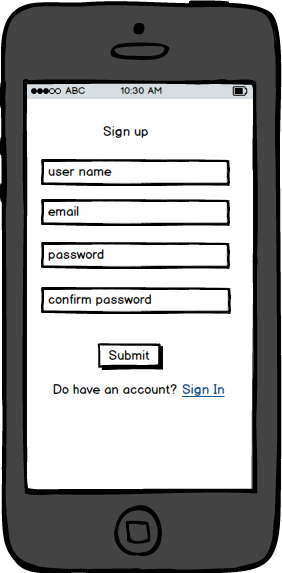 ABC 10:30 AM
Sign up
user name
email
password
confirm password
Submit
Do have an account? Sign In